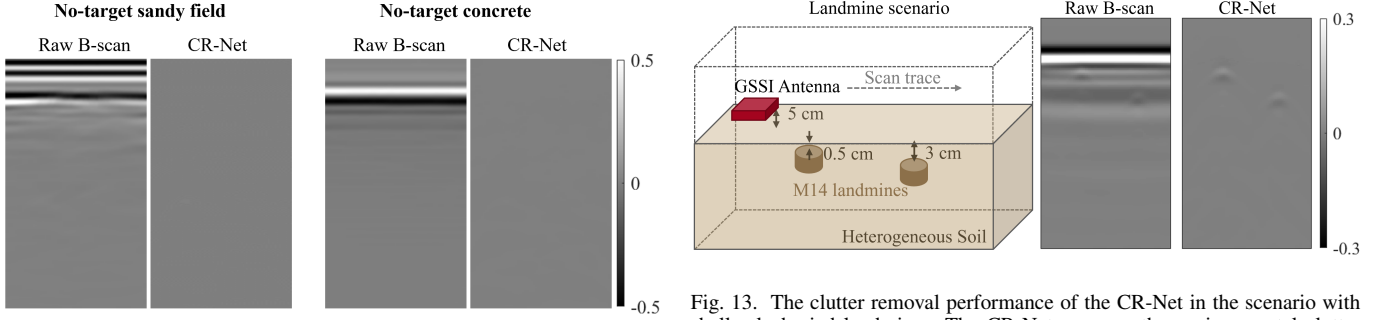 No-target sandy field
No-target concrete
Raw B-scan
CR-Net
Raw B-scan
CR-Net
0.5
0
-0.5
Landmine scenario
Raw B-scan
CR-Net
GSSI Antenna
Scan trace
5 cm
0.5 cm
3 cm
M14 landmines
Heterogeneous Soil
0.3
0
-0.3
Fig. 13. The clutter removal performance of the CR-Net in the scenario with